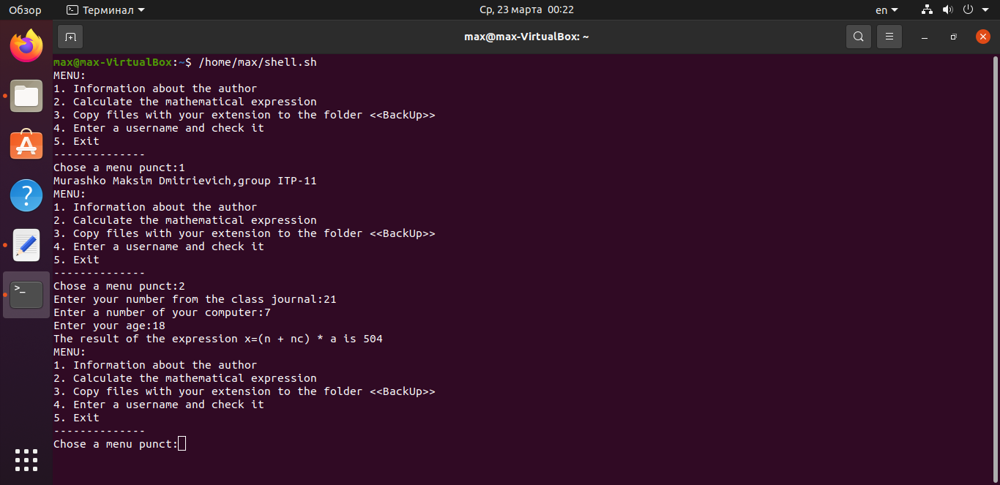 Обзор Терминал Ср, 23 марта 00:22 en
max@max-VirtualBox: ~
max@max-VirtualBox:~$ /home/max/shell.sh
MENU:
1. Information about the author
2. Calculate the mathematical expression
3. Copy files with your extension to the folder <<BackUp>>
4. Enter a username and check it
5. Exit
--------------
Chose a menu punct:1
Murashko Maksim Dmitrievich,group ITP-11
MENU:
1. Information about the author
2. Calculate the mathematical expression
3. Copy files with your extension to the folder <<BackUp>>
4. Enter a username and check it
5. Exit
--------------
Chose a menu punct:2
Enter your number from the class journal:21
Enter a number of your computer:7
Enter your age:18
The result of the expression x=(n + nc) * a is 504
MENU:
1. Information about the author
2. Calculate the mathematical expression
3. Copy files with your extension to the folder <<BackUp>>
4. Enter a username and check it
5. Exit
--------------
Chose a menu punct: